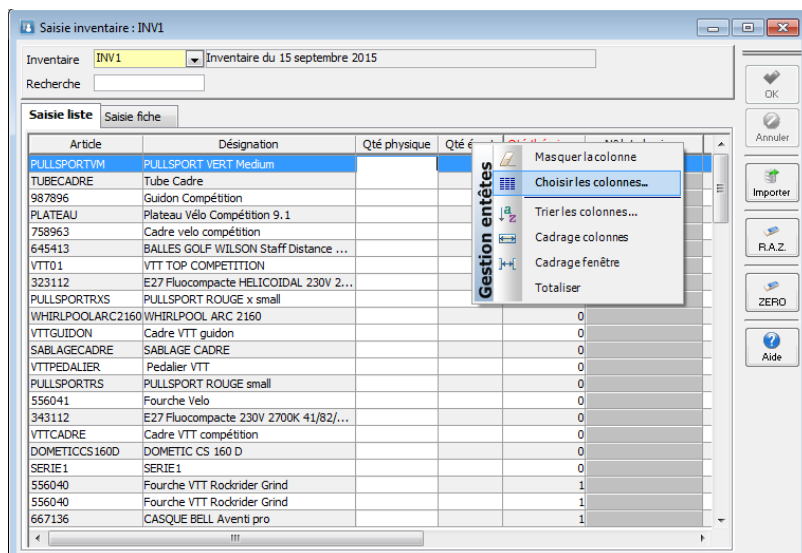 Saisie inventaire : INV1
Inventaire INV1 Inventaire du 15 septembre 2015
Recherche
OK
Annuler
Importer
R.A.Z.
ZERO
Aide
Saisie liste Saisie fiche
Article Désignation Qté physique Qté
Gestion entêtes
Masquer la colonne
Choisir les colonnes...
Trier les colonnes...
Cadrage colonnes
Cadrage fenêtre
Totaliser
PULLSPORTVM PULLSPORT VERT Medium
TUBECADRE Tube Cadre
987896 Guidon Compétition
PLATEAU Plateau Vélo Compétition 9.1
758963 Cadre velo compétition
645413 BALLES GOLF WILSON Staff Distance ...
VTT01 VTT TOP COMPETITION
323112 E27 Fluocompacte HELICOIDAL 230V 2...
PULLSPORTRXS PULLSPORT ROUGE x small
WHIRLPOOLARC2160 WHIRLPOOL ARC 2160 0
VTTGUIDON Cadre VTT guidon 0
SABLAGECADRE SABLAGE CADRE 0
VTTPEDALIER Pedalier VTT 0
PULLSPORTRS PULLSPORT ROUGE small 0
556041 Fourche Velo 0
343112 E27 Fluocompacte 230V 2700K 41/82/... 0
VTTCADRE Cadre VTT compétition 0
DOMETICCS160D DOMETIC CS 160 D 0
SERIE1 SERIE1 0
556040 Fourche VTT Rockrider Grind 1
556040 Fourche VTT Rockrider Grind 1
667136 CASQUE BELL Aventi pro 1